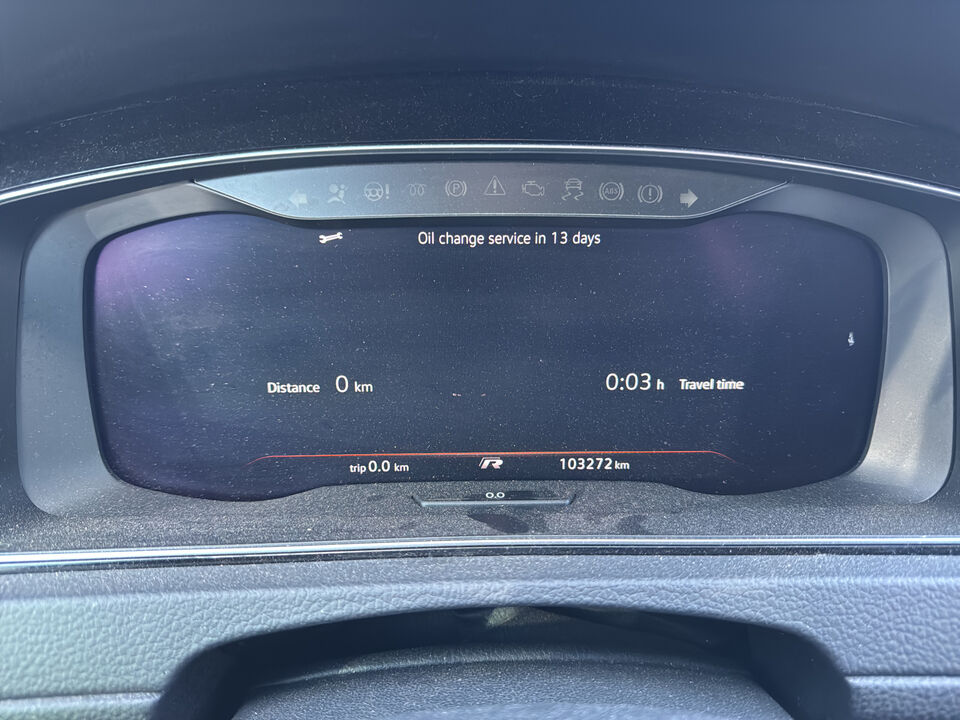 P ABS
Oil change service in 13 days
Distance 0 km 0:03 h Travel time
trip 0.0 km R 103272 km
0.0